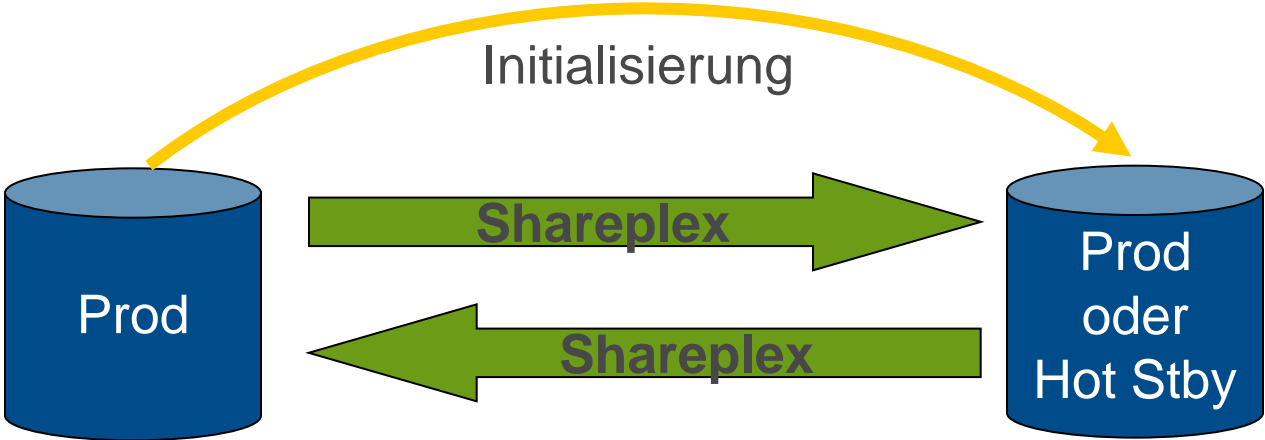 Initialisierung
Shareplex
Prod
Shareplex
Prod
oder
Hot Stby